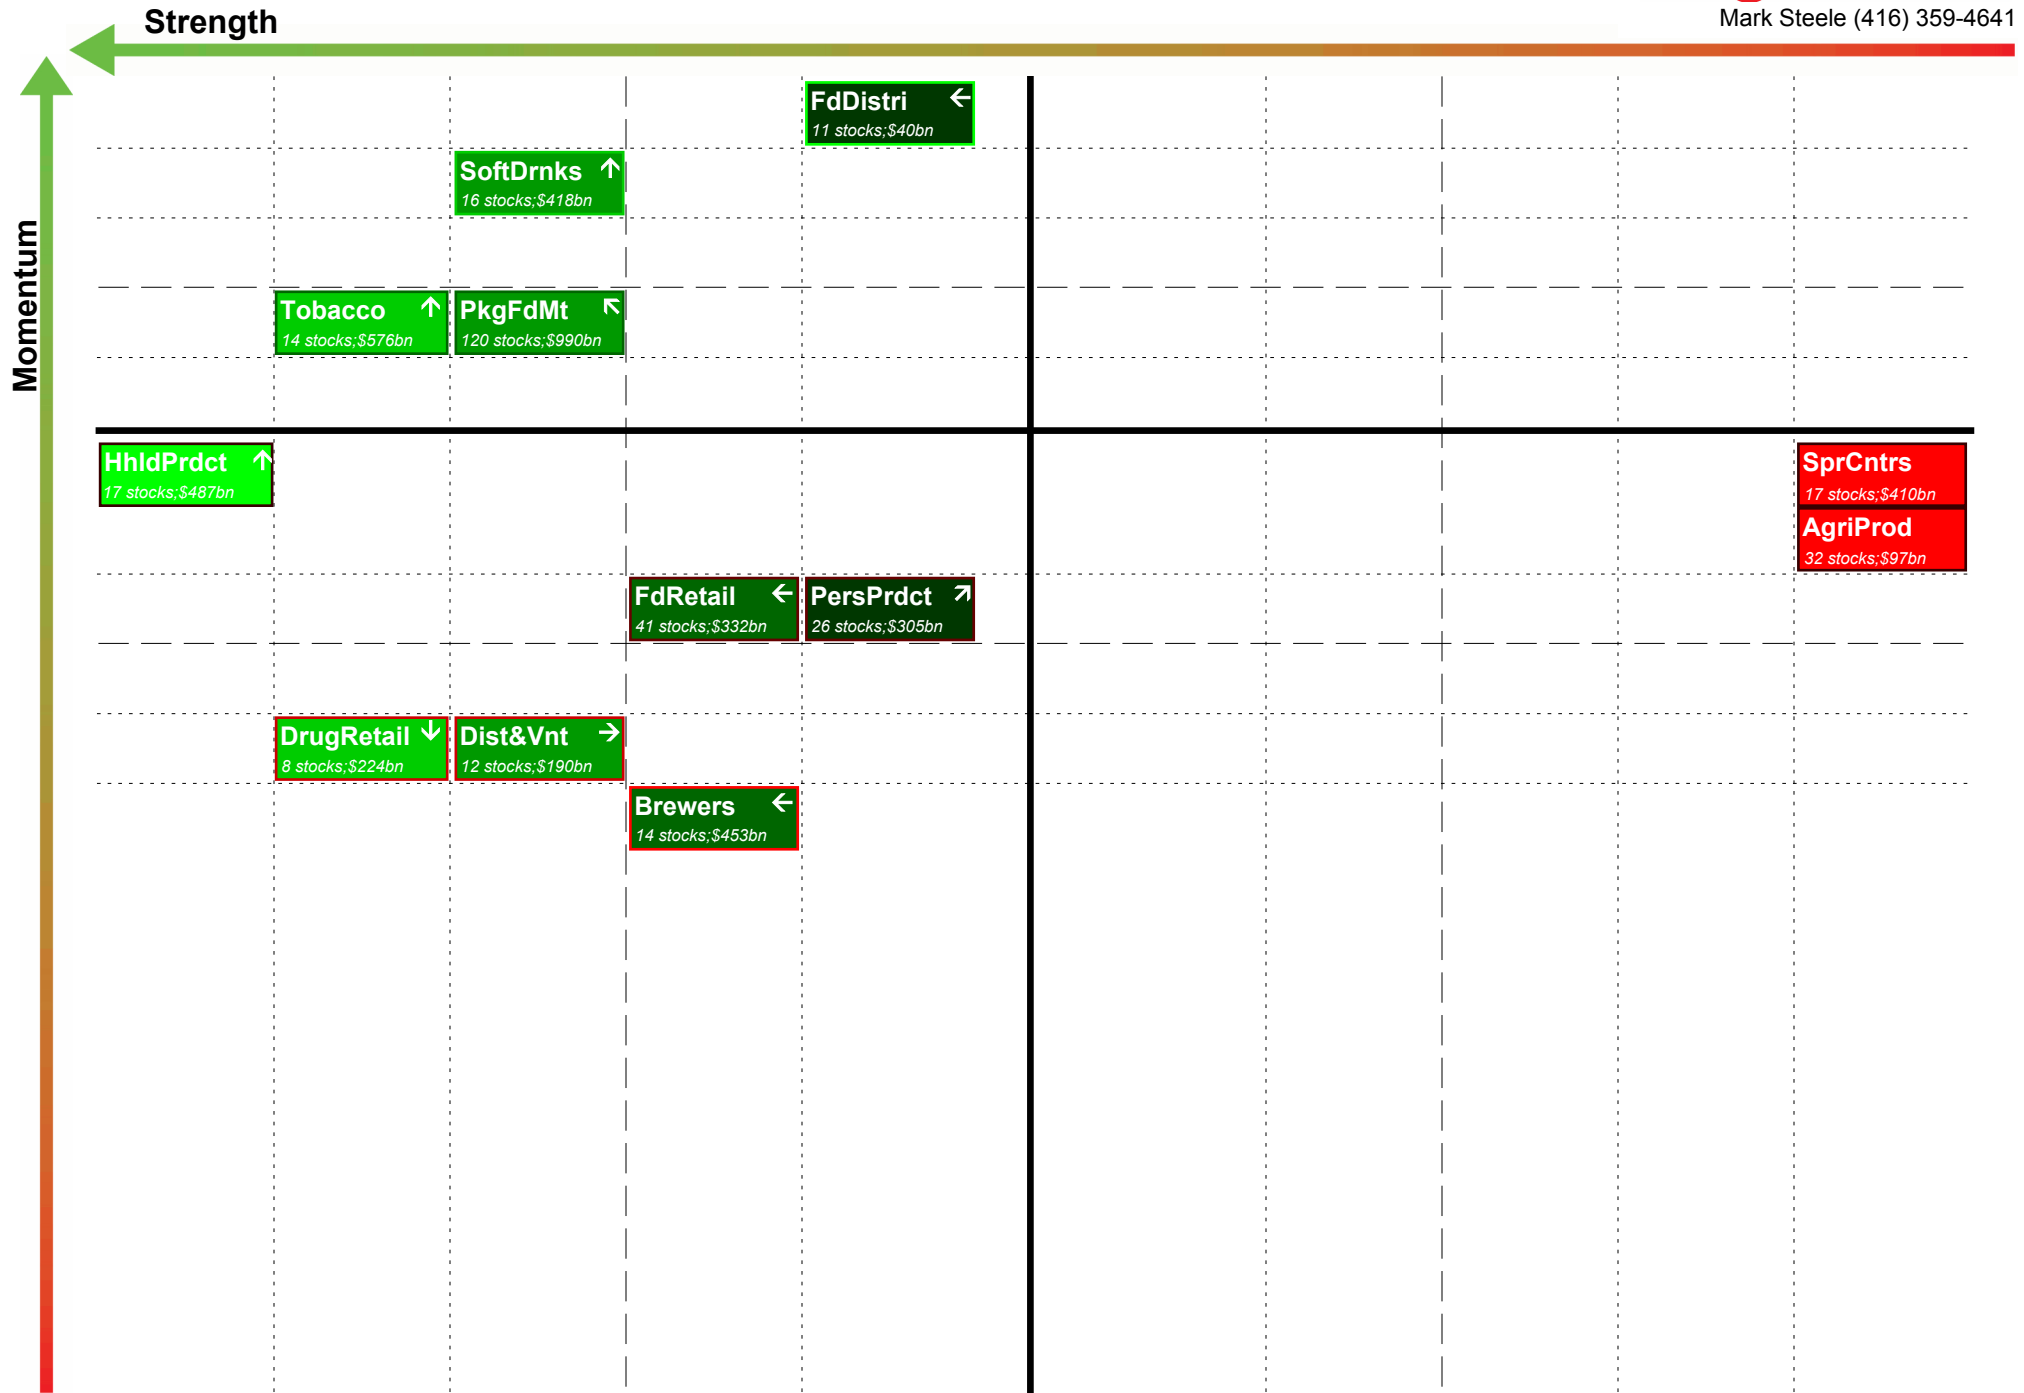 Strength
Mark Steele (416) 359-4641
Momentum
FdDistri
11 stocks;$40bn
SoftDrnks
16 stocks;$418bn
Tobacco
14 stocks;$576bn
PkgFdMt
120 stocks;$990bn
HhldPrdct
17 stocks;$487bn
SprCntrs
17 stocks;$410bn
AgriProd
32 stocks;$97bn
FdRetail
41 stocks;$332bn
PersPrdct
26 stocks;$305bn
DrugRetail
8 stocks;$224bn
Dist&Vnt
12 stocks;$190bn
Brewers
14 stocks;$453bn